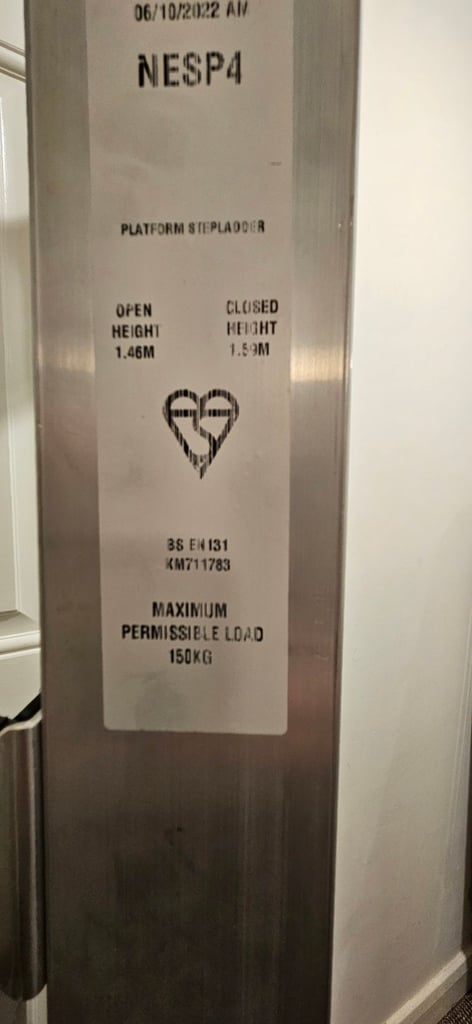 06/10/2022 AM
NESP4
PLATFORM STEPLADDER
OPEN HEIGHT 1.46M
CLOSED HEIGHT 1.59M
BS EN131
KM711783
MAXIMUM
PERMISSIBLE LOAD
150KG